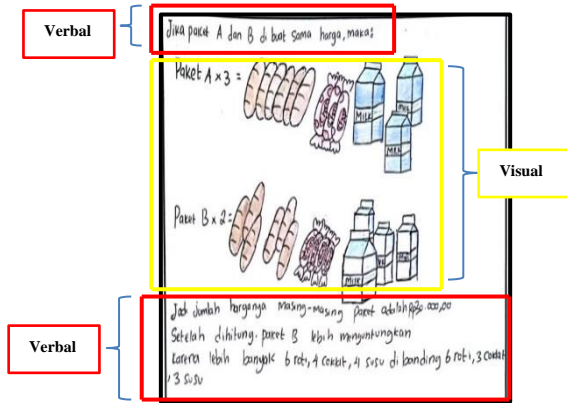 Verbal
Jika paket A dan B di buat sama harga, maka:
Paket A x 3 =
MILK
MILK
MILK
Visual
Paket B x 2 =
MILK
MILK
MILK
MILK
Verbal
Jadi jumlah harganya masing-masing paket adalah Rp30.000,00
Setelah dihitung. paket B lebih menguntungkan
karena lebih banyak 6 roti, 4 coklat, 4 susu di banding 6 roti, 3 coklat
, 3 susu